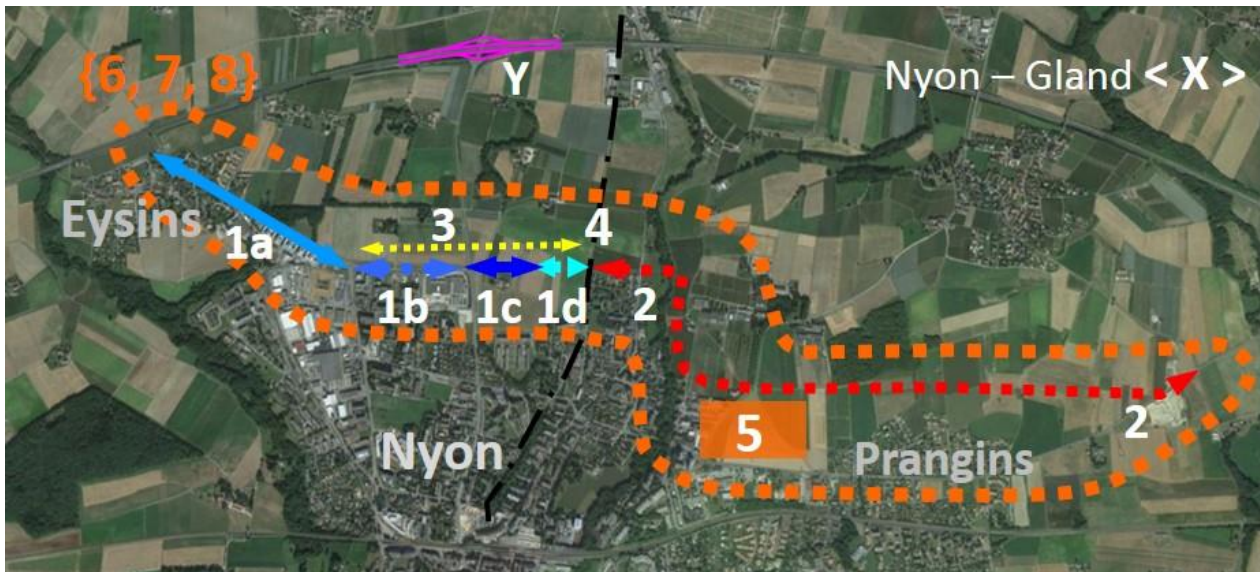 {6, 7, 8}
Y
Nyon – Gland < X >
Eysins
1a
3
4
1b
1c
1d
2
5
2
Nyon
Prangins